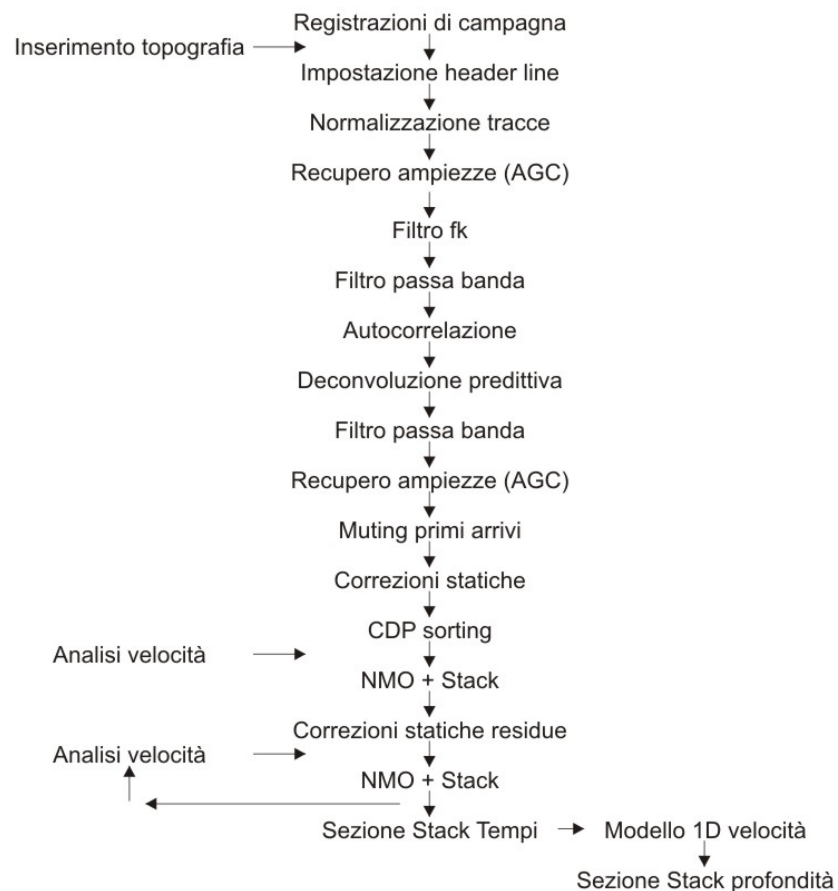 Registrazioni di campagna
Inserimento topografia
Impostazione header line
Normalizzazione tracce
Recupero ampiezze (AGC)
Filtro fk
Filtro passa banda
Autocorrelazione
Deconvoluzione predittiva
Filtro passa banda
Recupero ampiezze (AGC)
Muting primi arrivi
Correzioni statiche
CDP sorting
Analisi velocità
NMO + Stack
Correzioni statiche residue
Analisi velocità
NMO + Stack
Sezione Stack Tempi
Modello 1D velocità
Sezione Stack profondità